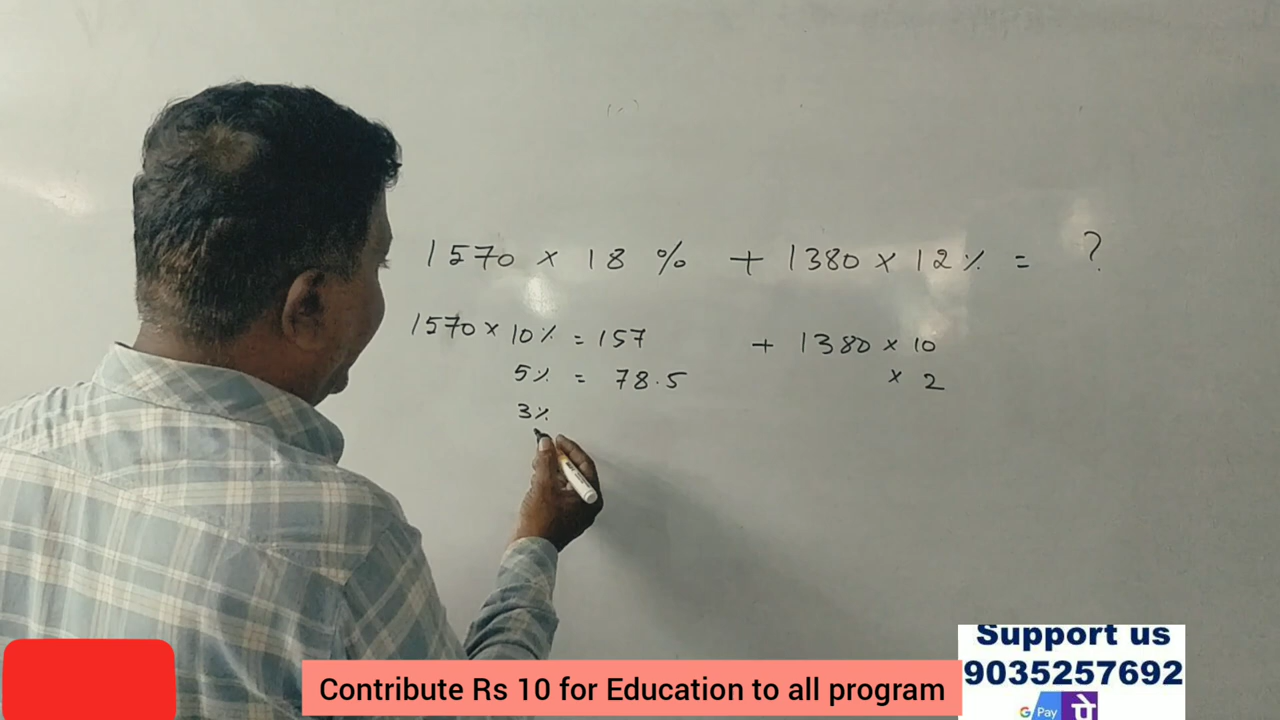 1570 × 18 % + 1380 × 12 % = ?
1570 × 10 % = 157 + 1380 × 10
5 % = 78.5 × 2
3 %
Support us
9035257692
Contribute Rs 10 for Education to all program
G Pay पे